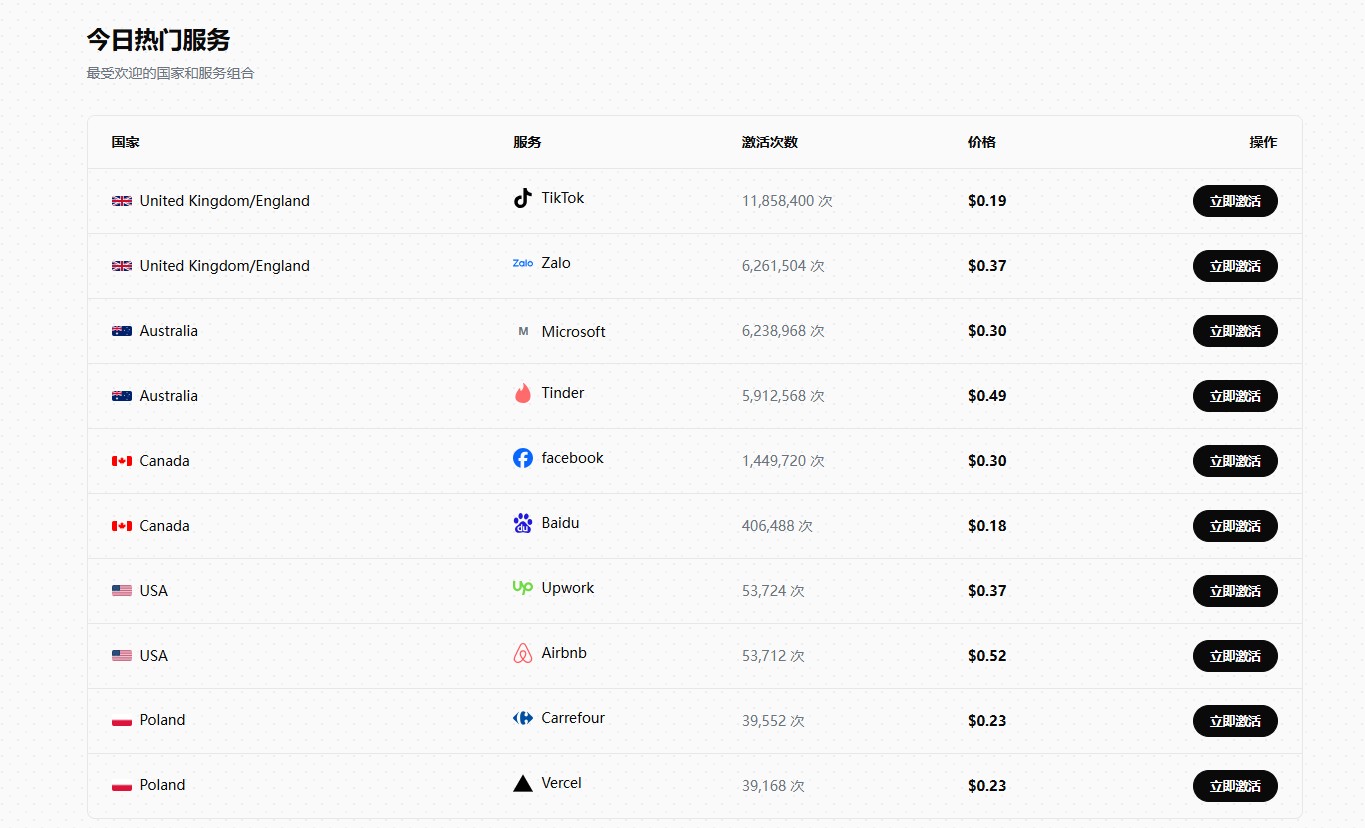 今日热门服务
最受欢迎的国家和服务组合
国家 服务 激活次数 价格 操作
United Kingdom/England TikTok 11,858,400 次 $0.19 立即激活
United Kingdom/England Zalo Zalo 6,261,504 次 $0.37 立即激活
Australia M Microsoft 6,238,968 次 $0.30 立即激活
Australia Tinder 5,912,568 次 $0.49 立即激活
Canada facebook 1,449,720 次 $0.30 立即激活
Canada du Baidu 406,488 次 $0.18 立即激活
USA up Upwork 53,724 次 $0.37 立即激活
USA Airbnb 53,712 次 $0.52 立即激活
Poland Carrefour 39,552 次 $0.23 立即激活
Poland Vercel 39,168 次 $0.23 立即激活